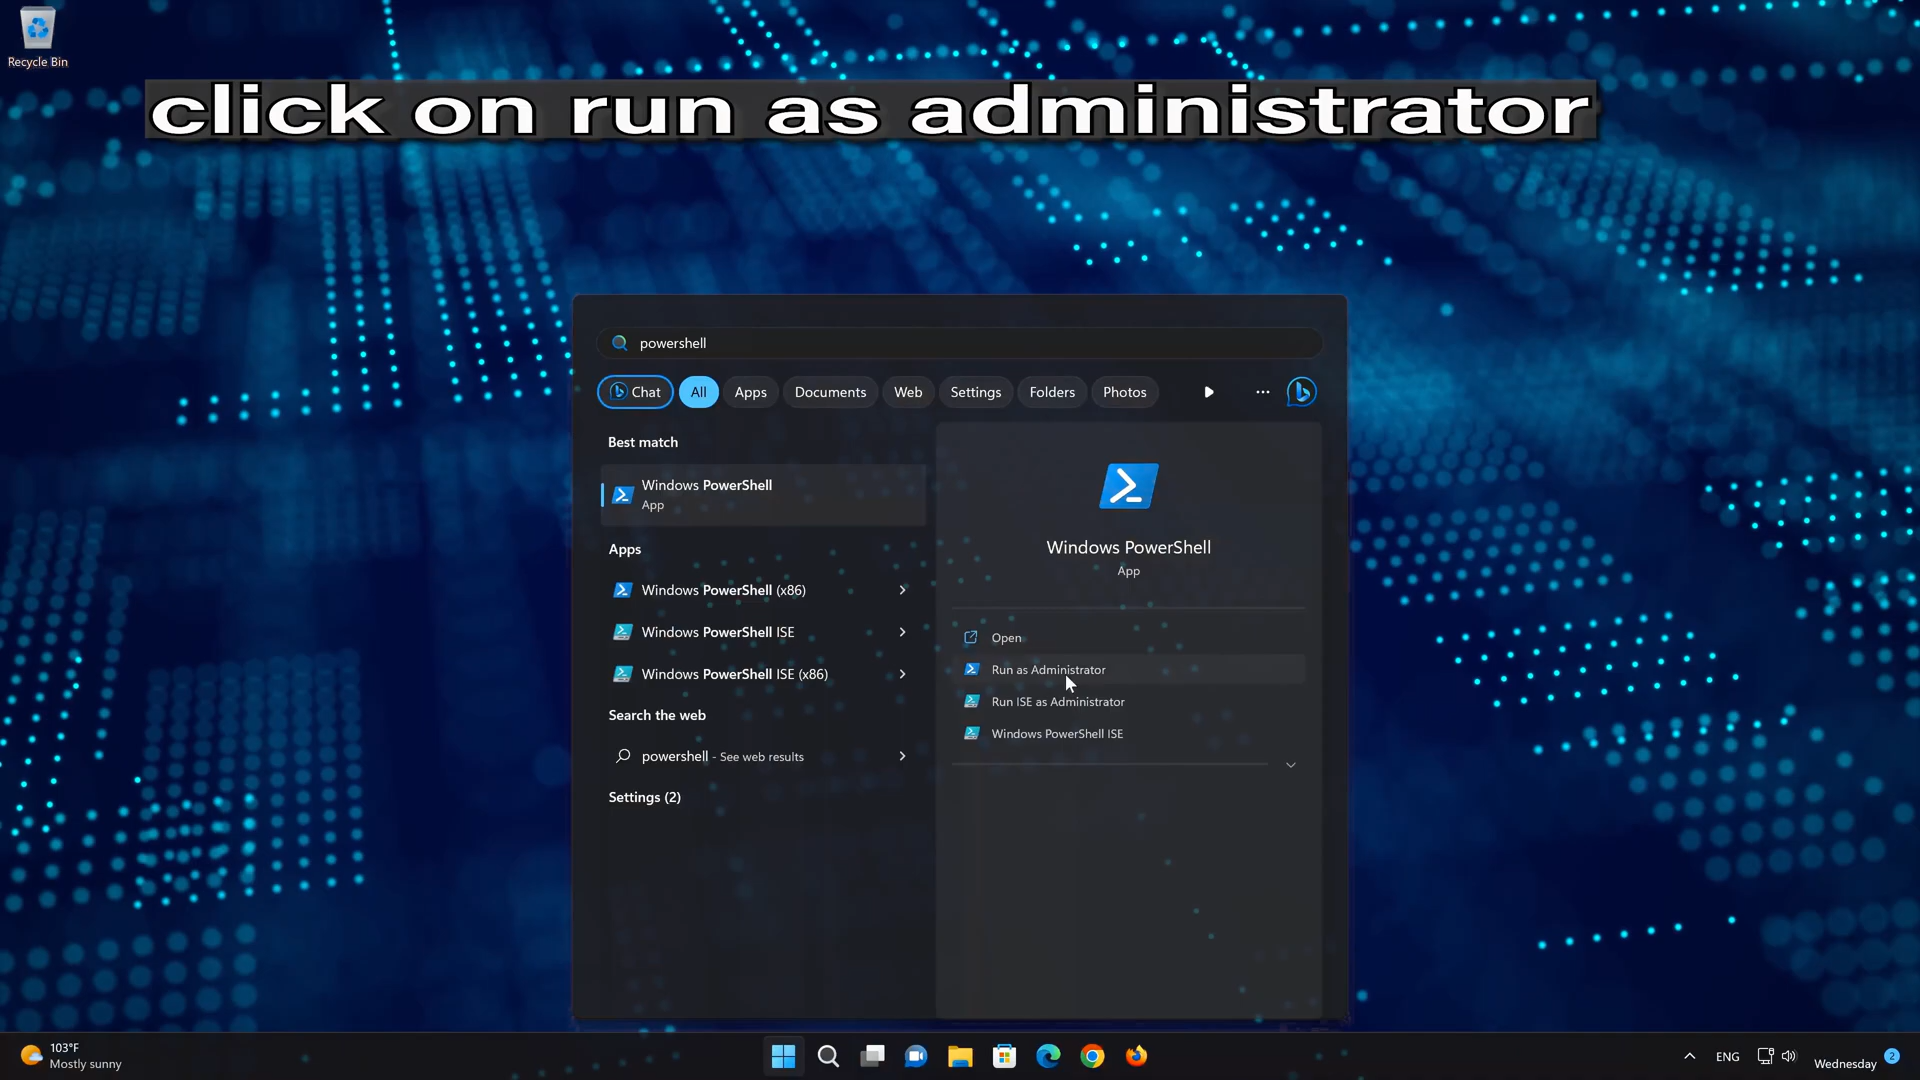 Recycle Bin
click on run as administrator
powershell
Chat
All
Apps
Documents
Web
Settings
Folders
Photos
Best match
Windows PowerShell
App
Apps
Windows PowerShell (x86)
Windows PowerShell ISE
Windows PowerShell ISE (x86)
Search the web
powershell - See web results
Settings (2)
Windows PowerShell
App
Open
Run as Administrator
Run ISE as Administrator
Windows PowerShell ISE
103°F
Mostly sunny
ENG
Wednesday
2